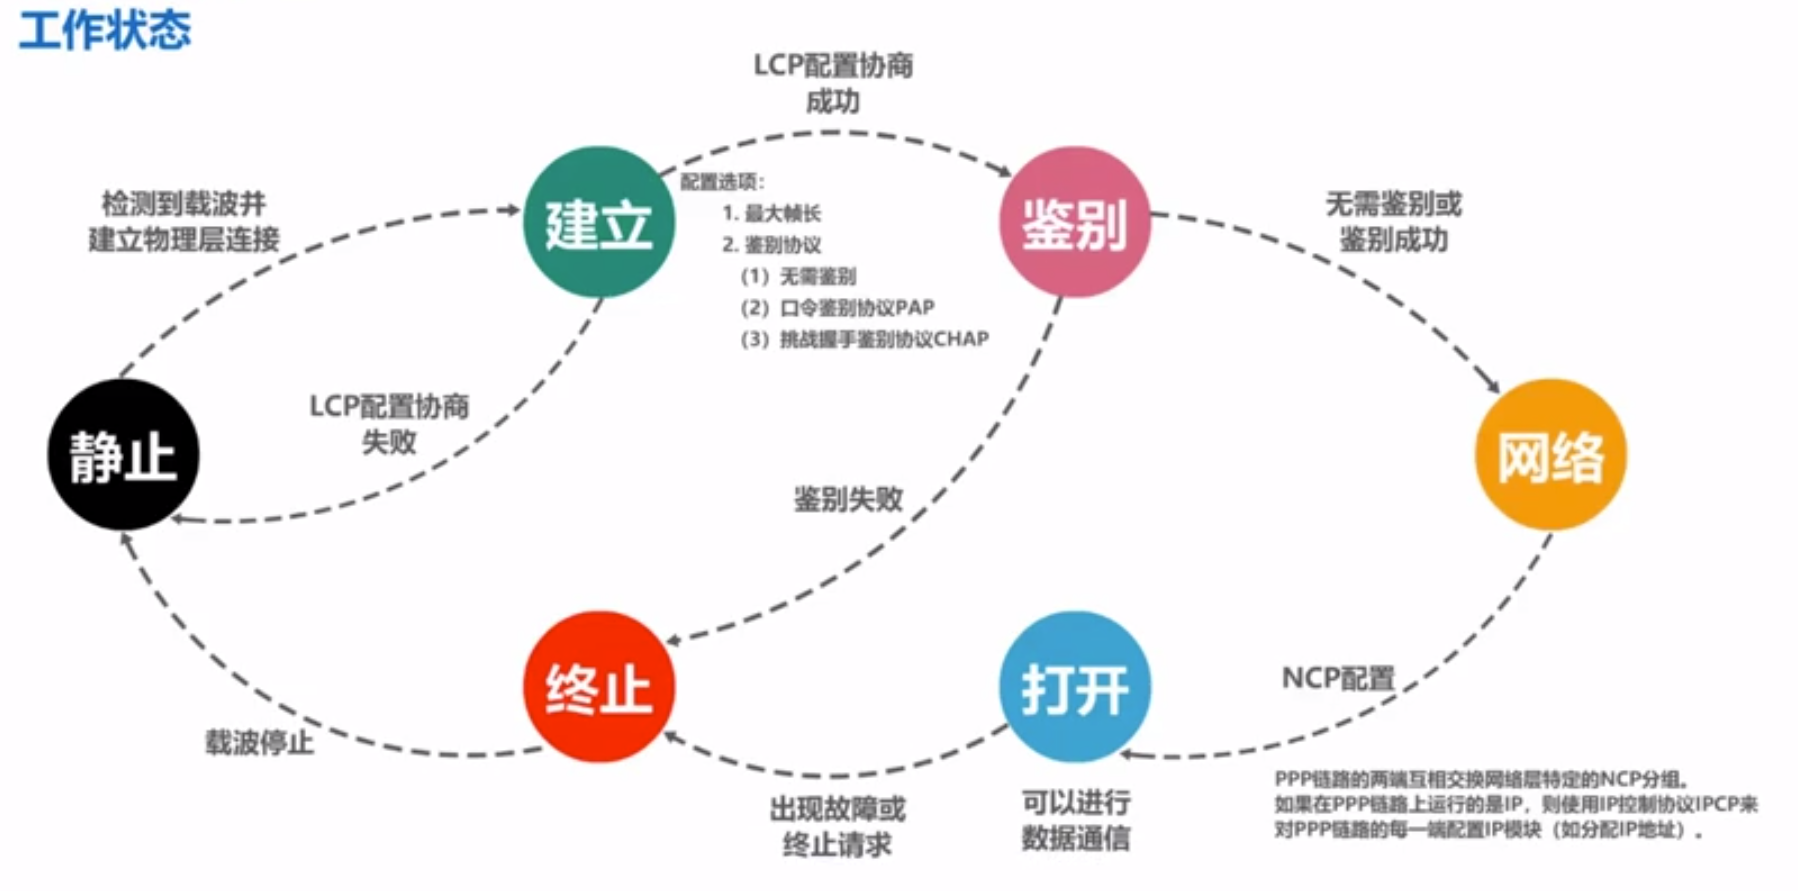 工作状态
LCP配置协商
成功
检测到载波并
建立物理层连接
建立
配置选项：
1. 最大帧长
2. 鉴别协议
（1）无需鉴别
（2）口令鉴别协议PAP
（3）挑战握手鉴别协议CHAP
鉴别
无需鉴别或
鉴别成功
静止
LCP配置协商
失败
鉴别失败
网络
终止
打开
NCP配置
载波停止
出现故障或
终止请求
可以进行
数据通信
PPP链路的两端互相交换网络层特定的NCP分组。
如果在PPP链路上运行的是IP，则使用IP控制协议IPCP来
对PPP链路的每一端配置IP模块（如分配IP地址）。